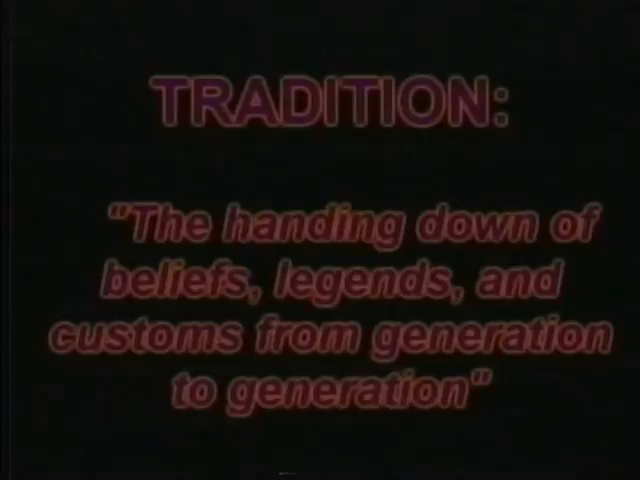 TRADITION:
"The handing down of
beliefs, legends, and
customs from generation
to generation"